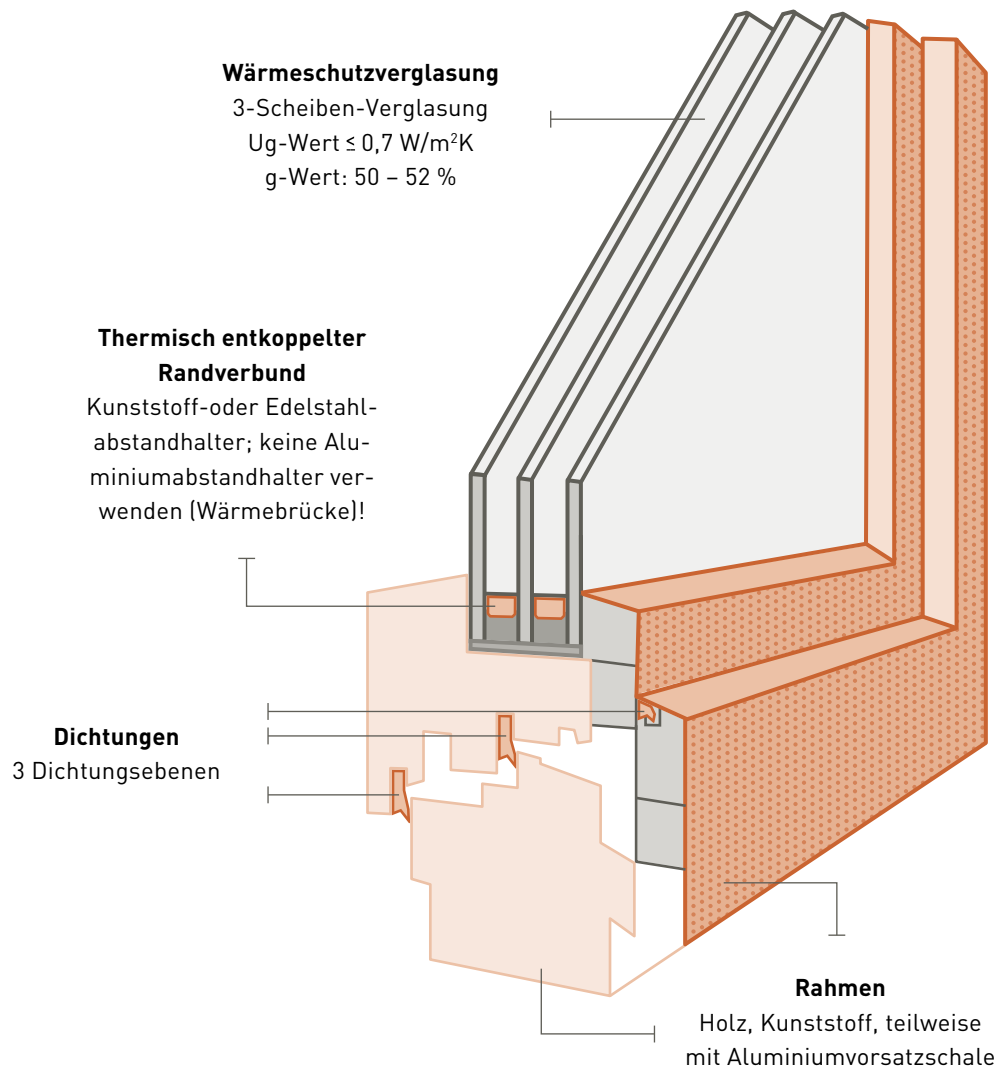 Wärmeschutzverglasung
3-Scheiben-Verglasung
Ug-Wert ≤ 0,7 W/m²K
g-Wert: 50 – 52 %
Thermisch entkoppelter
Randverbund
Kunststoff-oder Edelstahl-
abstandhalter; keine Alu-
miniumabstandhalter ver-
wenden (Wärmebrücke)!
Dichtungen
3 Dichtungsebenen
Rahmen
Holz, Kunststoff, teilweise
mit Aluminiumvorsatzschale